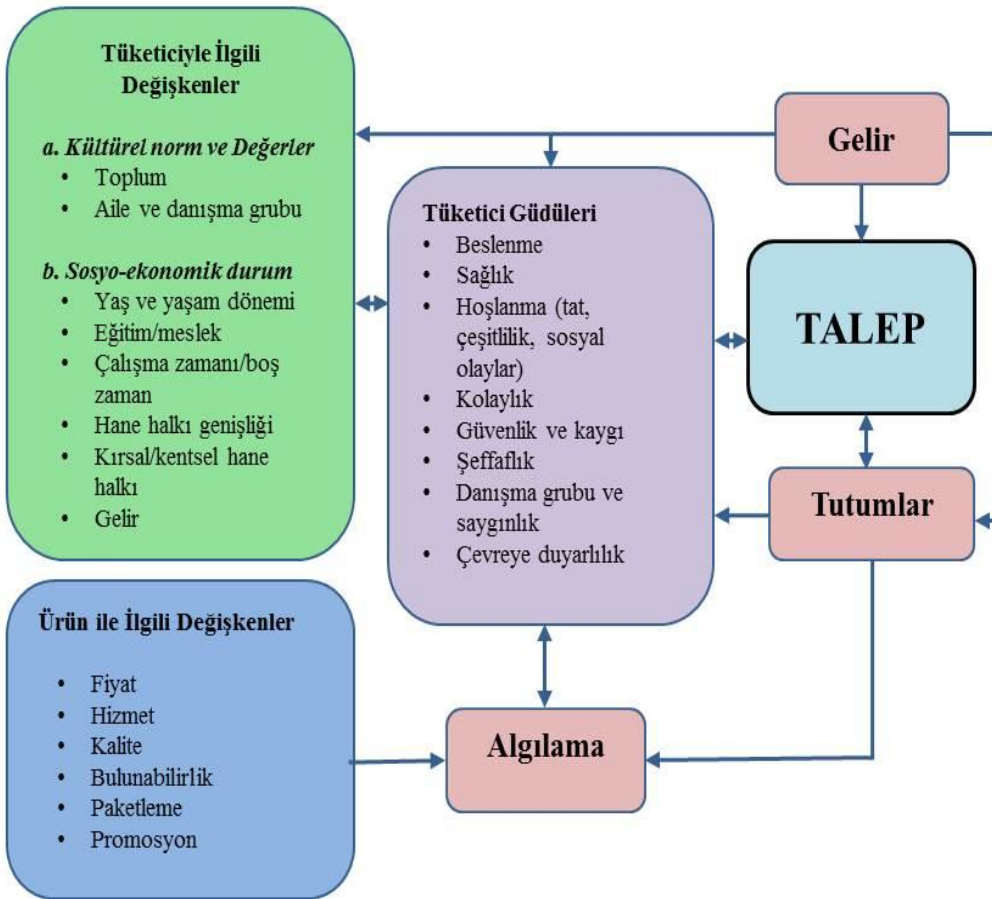 Tüketiciyle İlgili
Değişkenler
a. Kültürel norm ve Değerler
• Toplum
• Aile ve danışma grubu
b. Sosyo-ekonomik durum
• Yaş ve yaşam dönemi
• Eğitim/meslek
• Çalışma zamanı/boş
zaman
• Hane halkı genişliği
• Kırsal/kentsel hane
halkı
• Gelir
Ürün ile İlgili Değişkenler
• Fiyat
• Hizmet
• Kalite
• Bulunabilirlik
• Paketleme
• Promosyon
Tüketici Güdüleri
• Beslenme
• Sağlık
• Hoşlanma (tat,
çeşitlilik, sosyal
olaylar)
• Kolaylık
• Güvenlik ve kaygı
• Şeffaflık
• Danışma grubu ve
saygınlık
• Çevreye duyarlılık
Algılama
Gelir
TALEP
Tutumlar